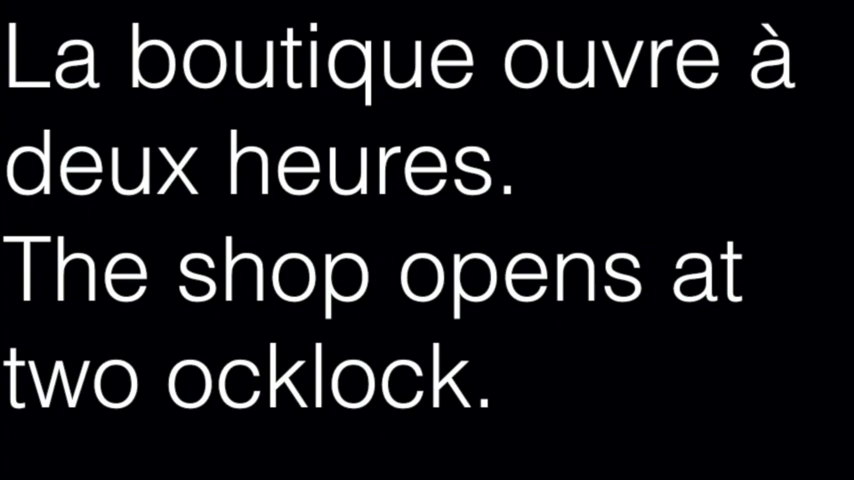 La boutique ouvre à
deux heures.
The shop opens at
two ocklock.